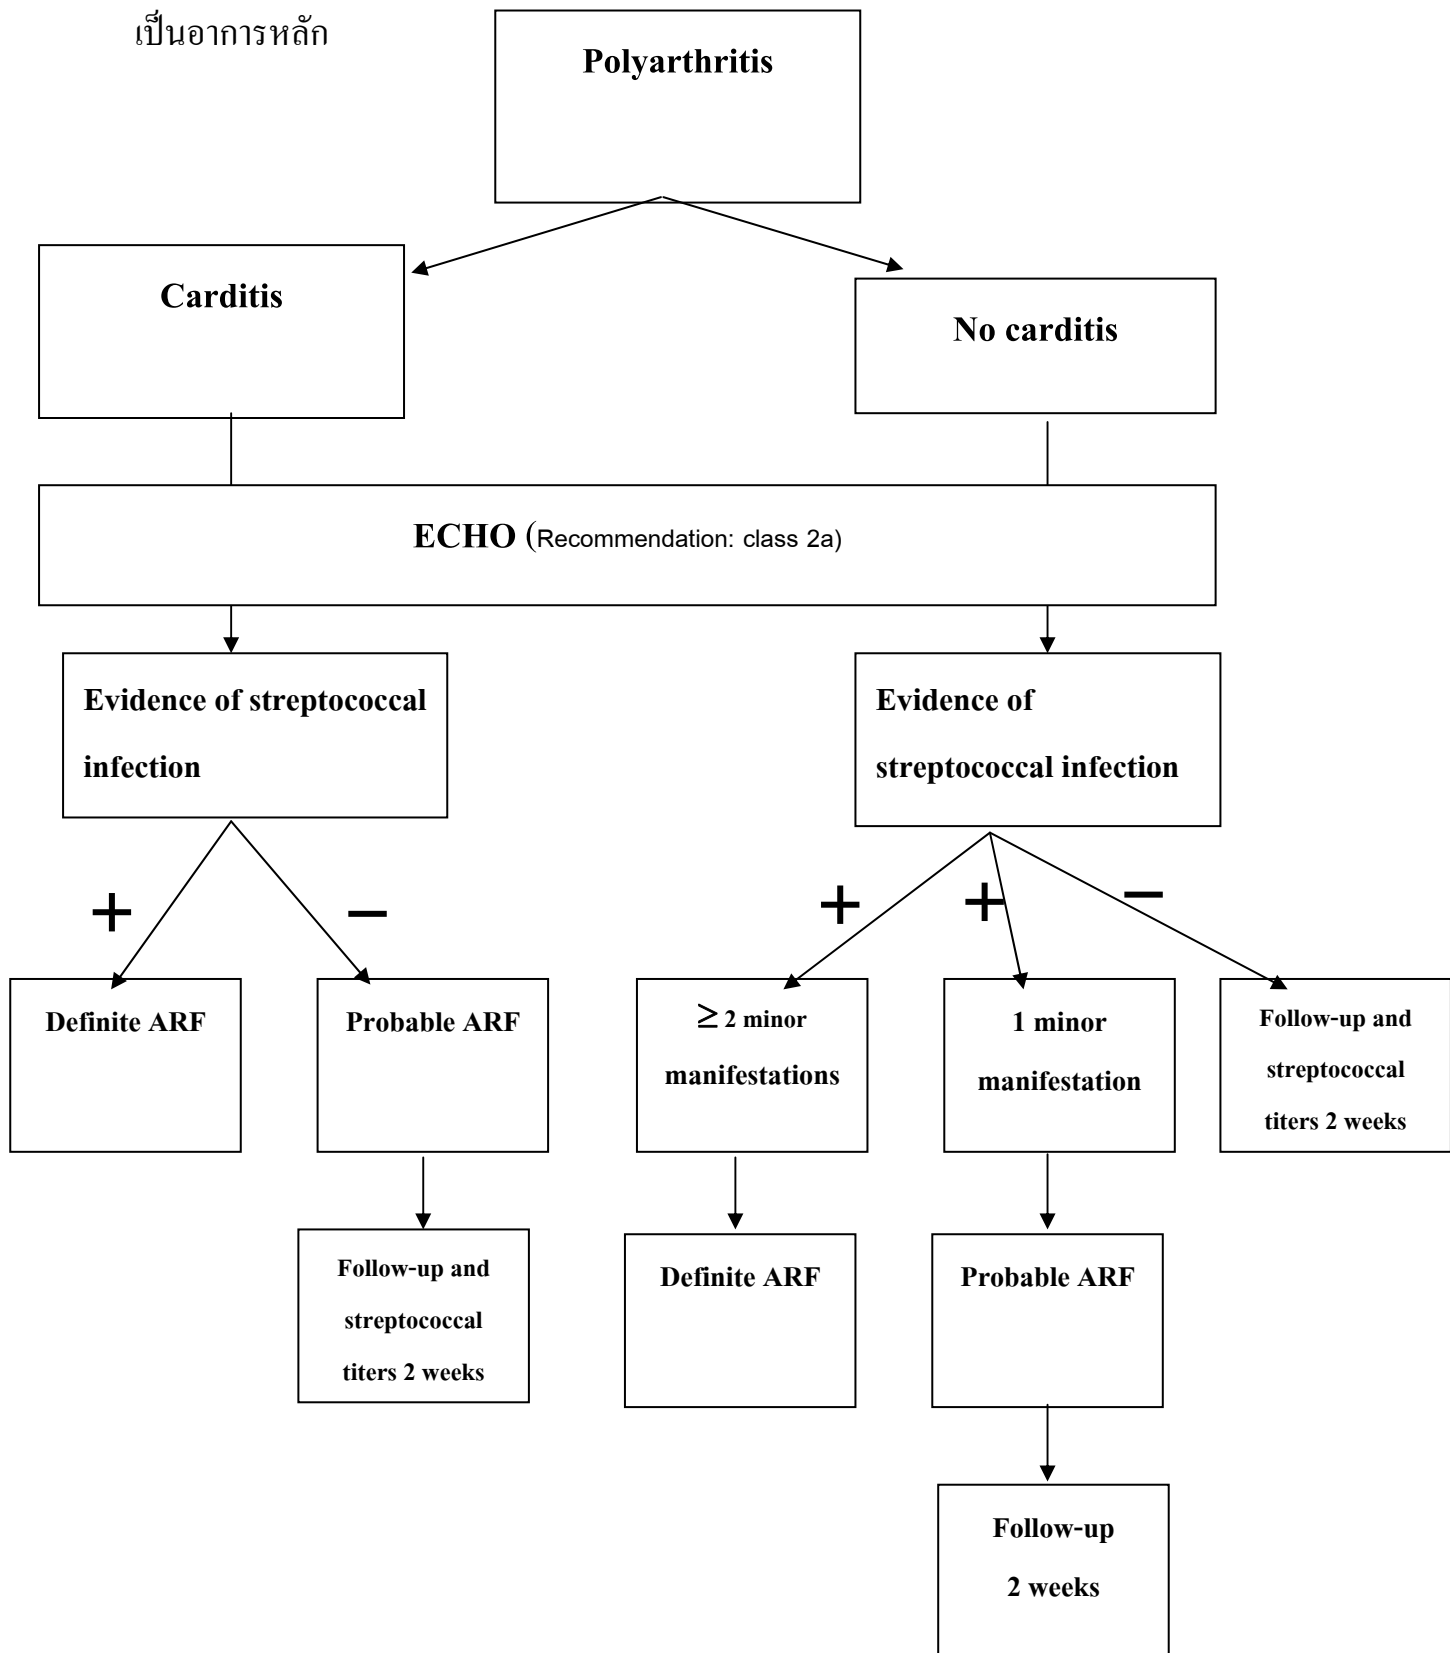 เป็นอาการหลัก
Polyarthritis
Carditis
No carditis
ECHO (Recommendation: class 2a)
Evidence of streptococcal
infection
Evidence of
streptococcal infection
+
−
+
+
−
Definite ARF
Probable ARF
≥ 2 minor
manifestations
1 minor
manifestation
Follow-up and
streptococcal
titers 2 weeks
Follow-up and
streptococcal
titers 2 weeks
Definite ARF
Probable ARF
Follow-up
2 weeks